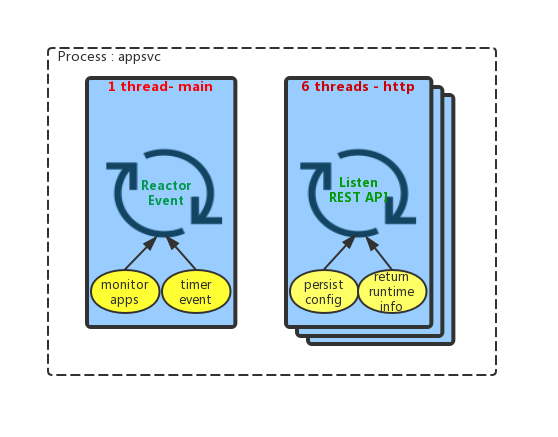 Process : appsvc
1 thread- main
Reactor
Event
monitor
apps
timer
event
6 threads - http
Listen
REST API
persist
config
return
runtime
info